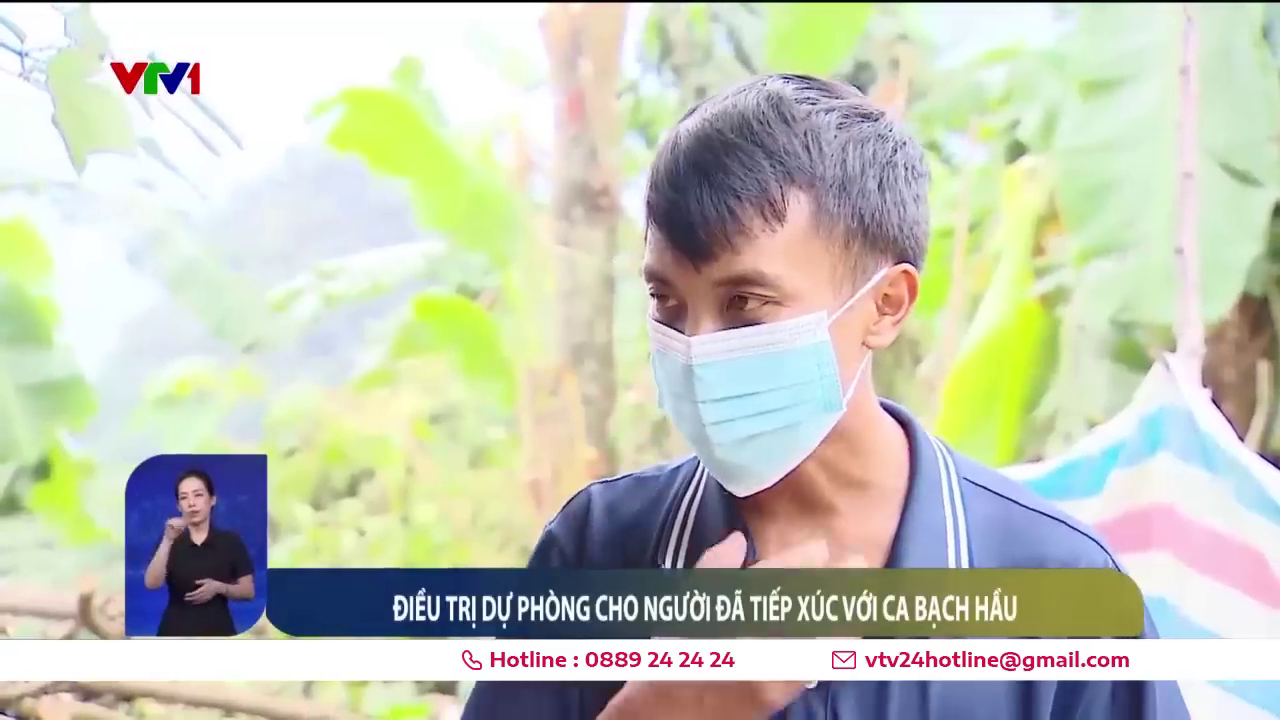 VTV1
ĐIỀU TRỊ DỰ PHÒNG CHO NGƯỜI ĐÃ TIẾP XÚC VỚI CA BẠCH HẦU
Hotline : 0889 24 24 24
vtv24hotline@gmail.com